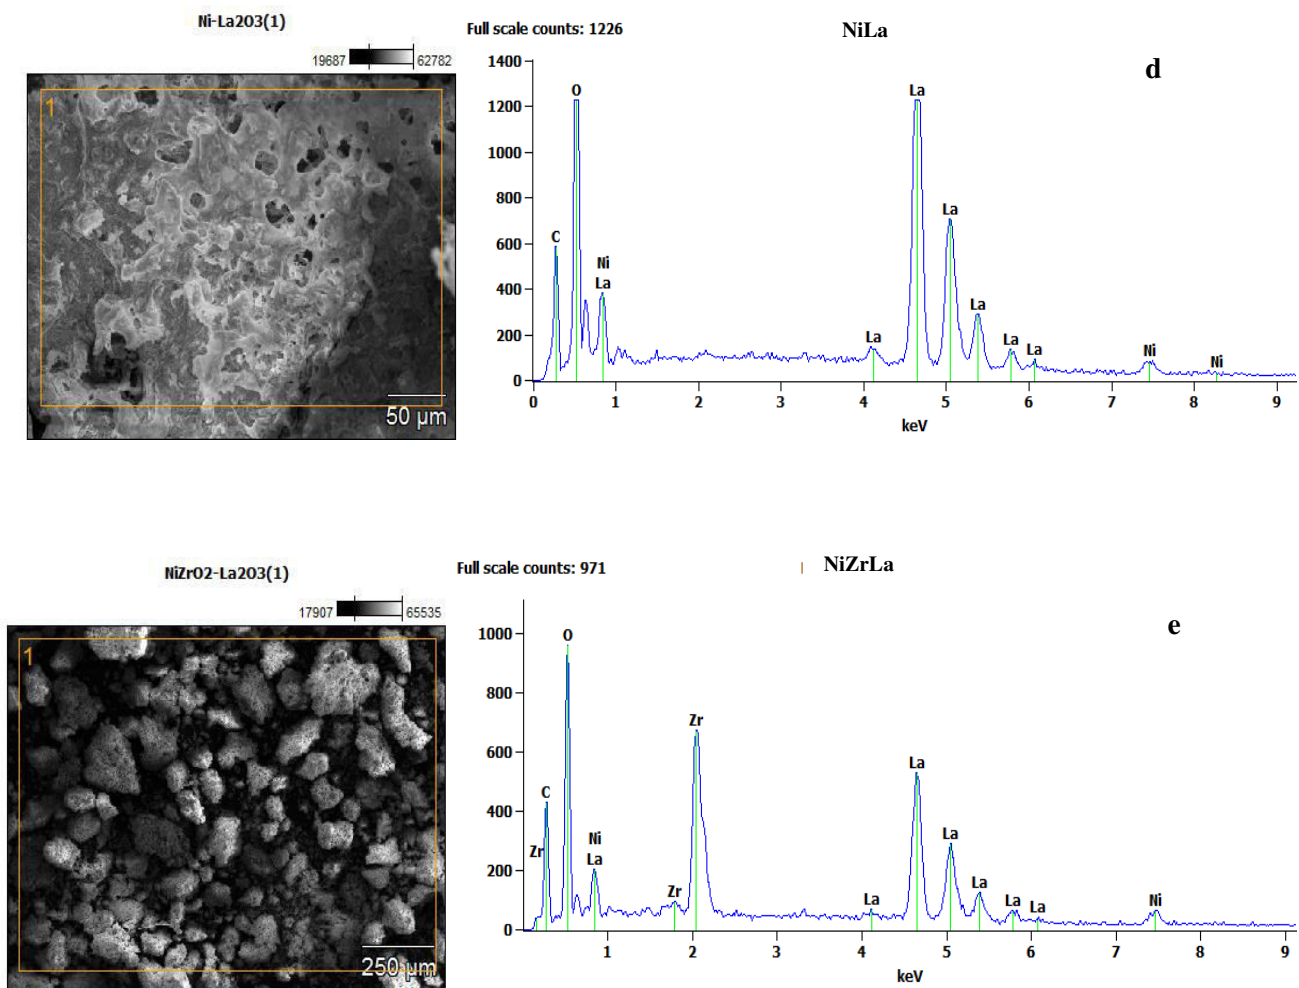 Ni-La2O3(1)
19687 62782
1
50 µm
Full scale counts: 1226
NiLa
d
1400
1200
1000
800
600
400
200
0
C
O
Ni
La
La
La
La
La
La
La
Ni
Ni
0 1 2 3 4 5 6 7 8 9
keV
NiZrO2-La2O3(1)
17907 65535
1
250 µm
Full scale counts: 971
NiZrLa
e
1000
800
600
400
200
0
Zr
C
O
Ni
La
Zr
Zr
La
La
La
La
La
La
Ni
1 2 3 4 5 6 7 8 9
keV